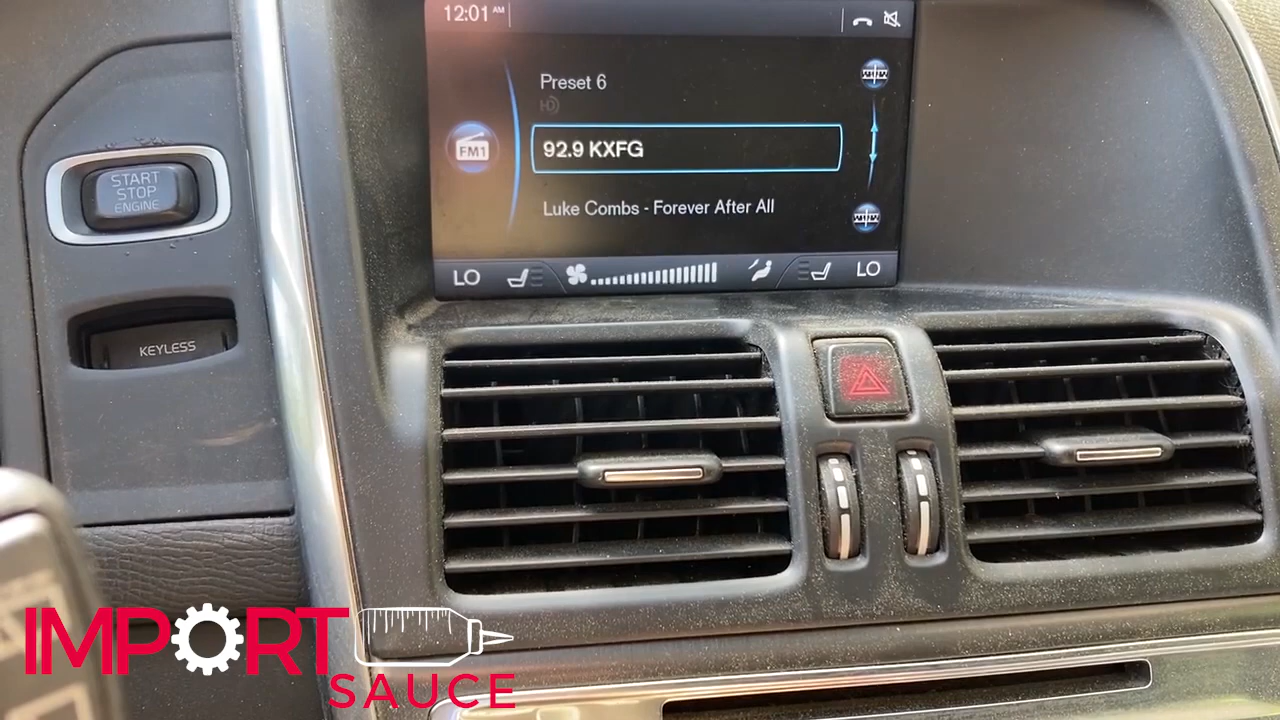 12:01 AM
Preset 6
HD
FM1
92.9 KXFG
Luke Combs - Forever After All
LO
LO
START
STOP
ENGINE
KEYLESS
IMPORT
SAUCE